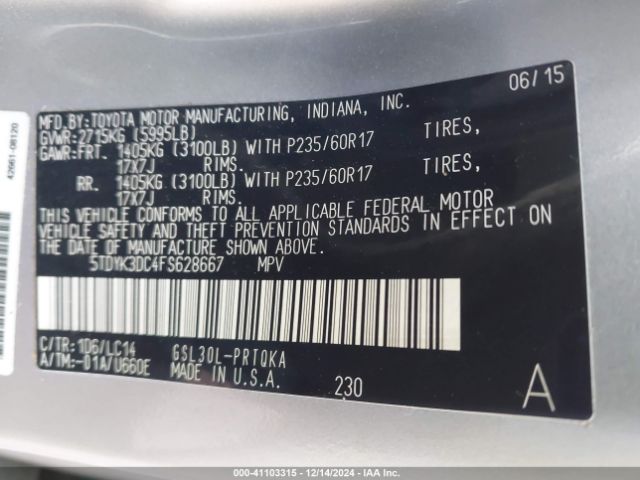 06/15
MFD.BY:TOYOTA MOTOR MANUFACTURING, INDIANA, INC.
GVWR:2715KG (5995LB)
GAWR:FRT. 1405KG (3100LB) WITH P235/60R17 TIRES,
17X7J RIMS.
RR. 1405KG (3100LB) WITH P235/60R17 TIRES,
17X7J RIMS.
THIS VEHICLE CONFORMS TO ALL APPLICABLE FEDERAL MOTOR
VEHICLE SAFETY AND THEFT PREVENTION STANDARDS IN EFFECT ON
THE DATE OF MANUFACTURE SHOWN ABOVE.
5TDYK3DC4FS628667 MPV
C/TR:1D6/LC14 GSL30L-PRTQKA
A/TM:-01A/U660E MADE IN U.S.A.
230
A
42661-08120
000-41103315 - 12/14/2024 - IAA Inc.